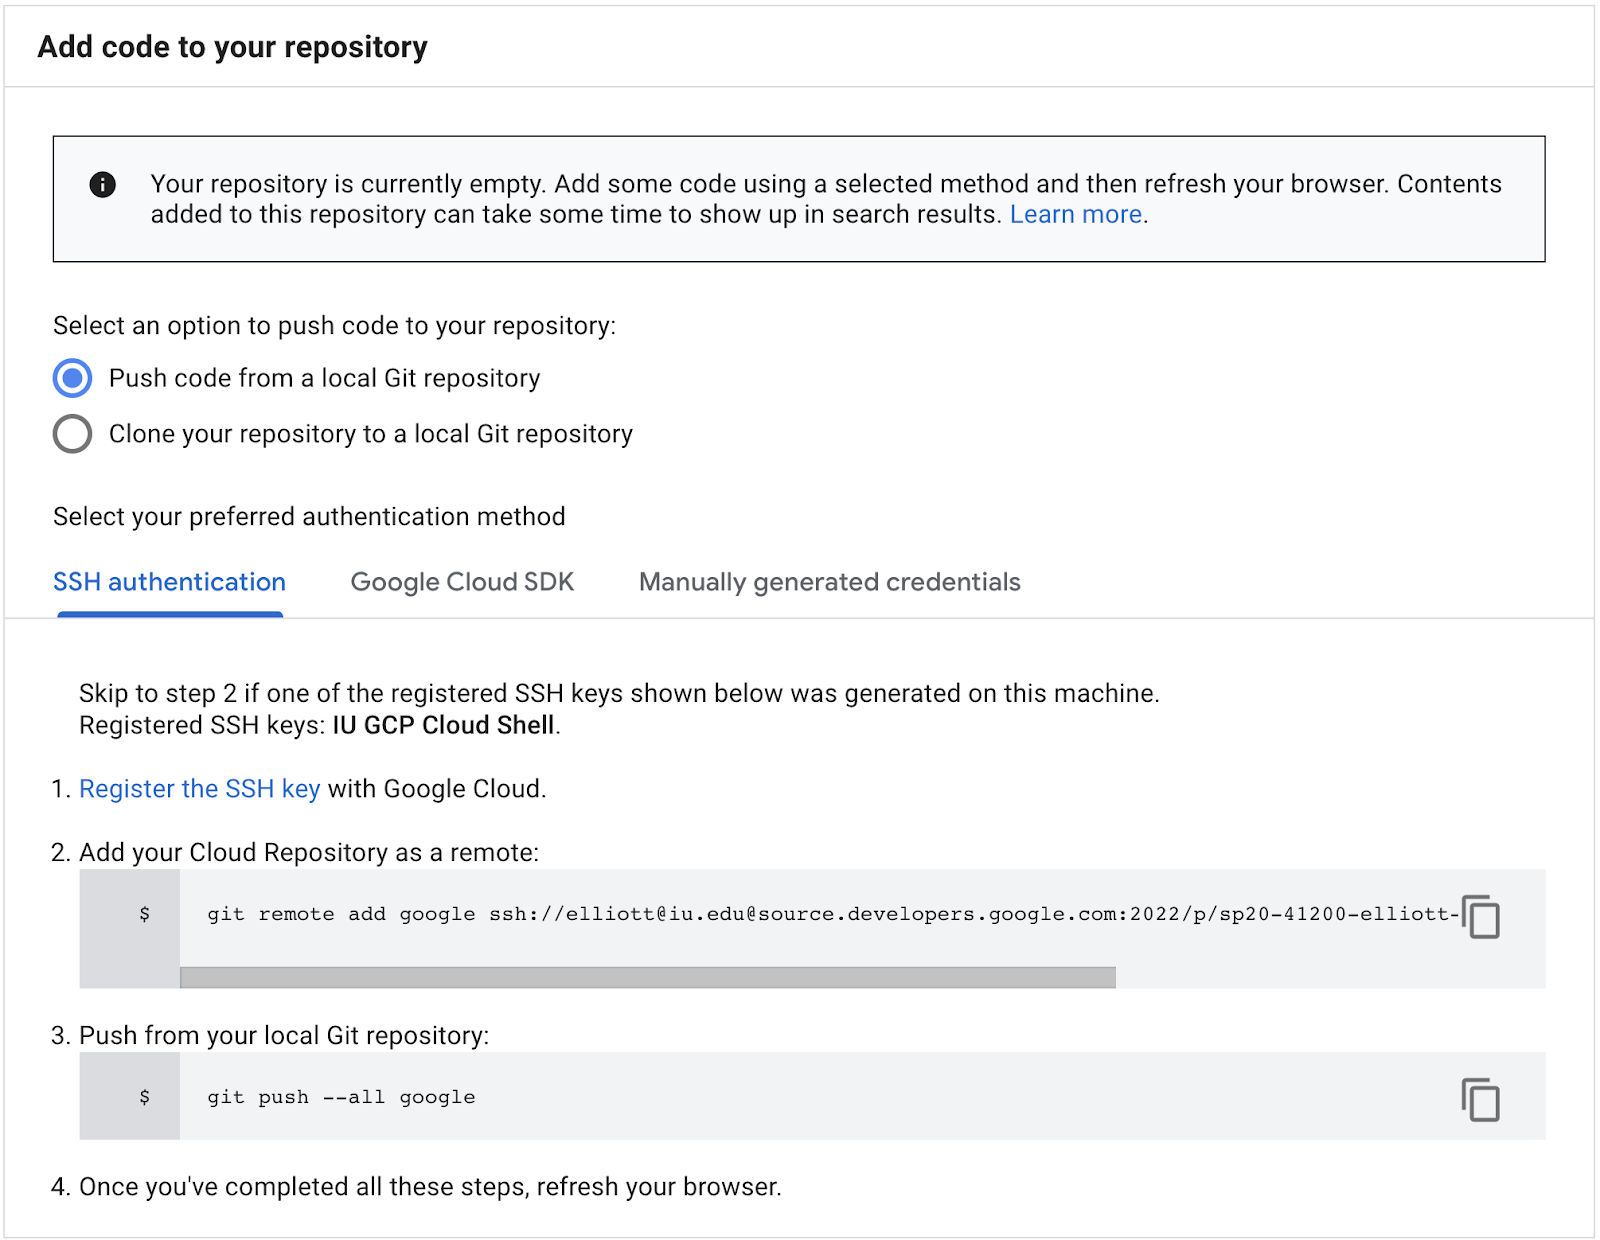 Add code to your repository
Your repository is currently empty. Add some code using a selected method and then refresh your browser. Contents
added to this repository can take some time to show up in search results. Learn more.
Select an option to push code to your repository:
Push code from a local Git repository
Clone your repository to a local Git repository
Select your preferred authentication method
SSH authentication Google Cloud SDK Manually generated credentials
Skip to step 2 if one of the registered SSH keys shown below was generated on this machine.
Registered SSH keys: IU GCP Cloud Shell.
1. Register the SSH key with Google Cloud.
2. Add your Cloud Repository as a remote:
$ git remote add google ssh://elliott@iu.edu@source.developers.google.com:2022/p/sp20-41200-elliott-
3. Push from your local Git repository:
$ git push --all google
4. Once you've completed all these steps, refresh your browser.